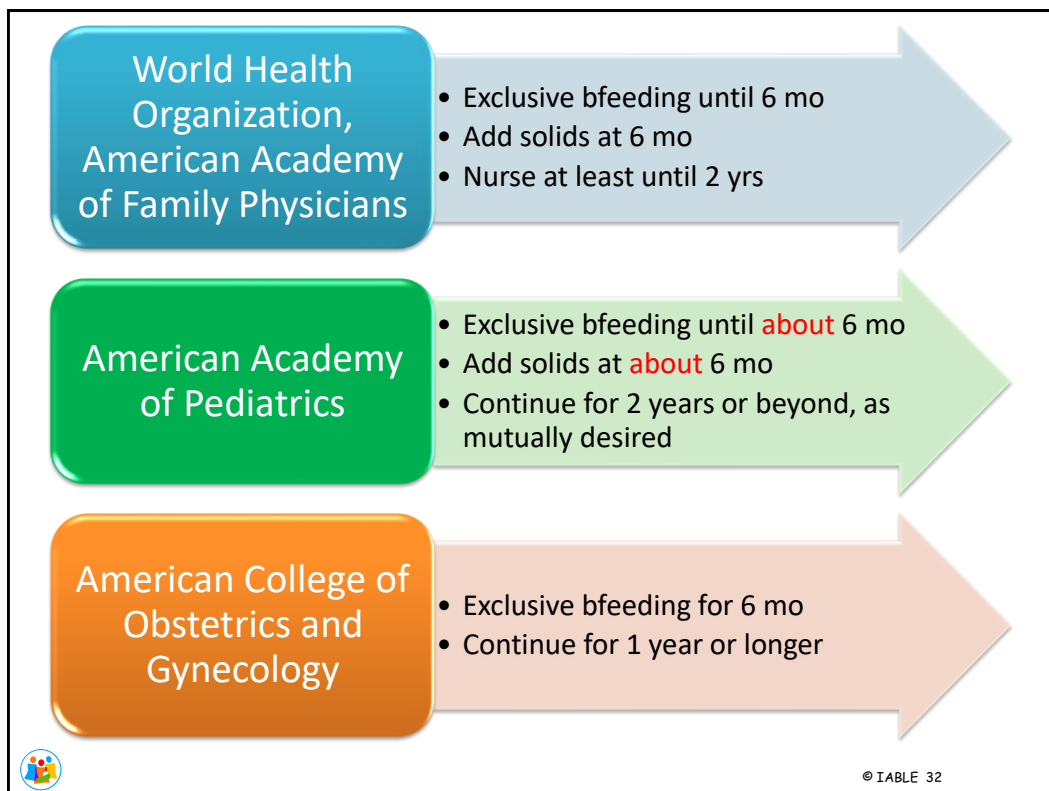 World Health
Organization,
American Academy
of Family Physicians
• Exclusive bfeeding until 6 mo
• Add solids at 6 mo
• Nurse at least until 2 yrs
American Academy
of Pediatrics
• Exclusive bfeeding until about 6 mo
• Add solids at about 6 mo
• Continue for 2 years or beyond, as
mutually desired
American College of
Obstetrics and
Gynecology
• Exclusive bfeeding for 6 mo
• Continue for 1 year or longer
© IABLE 32